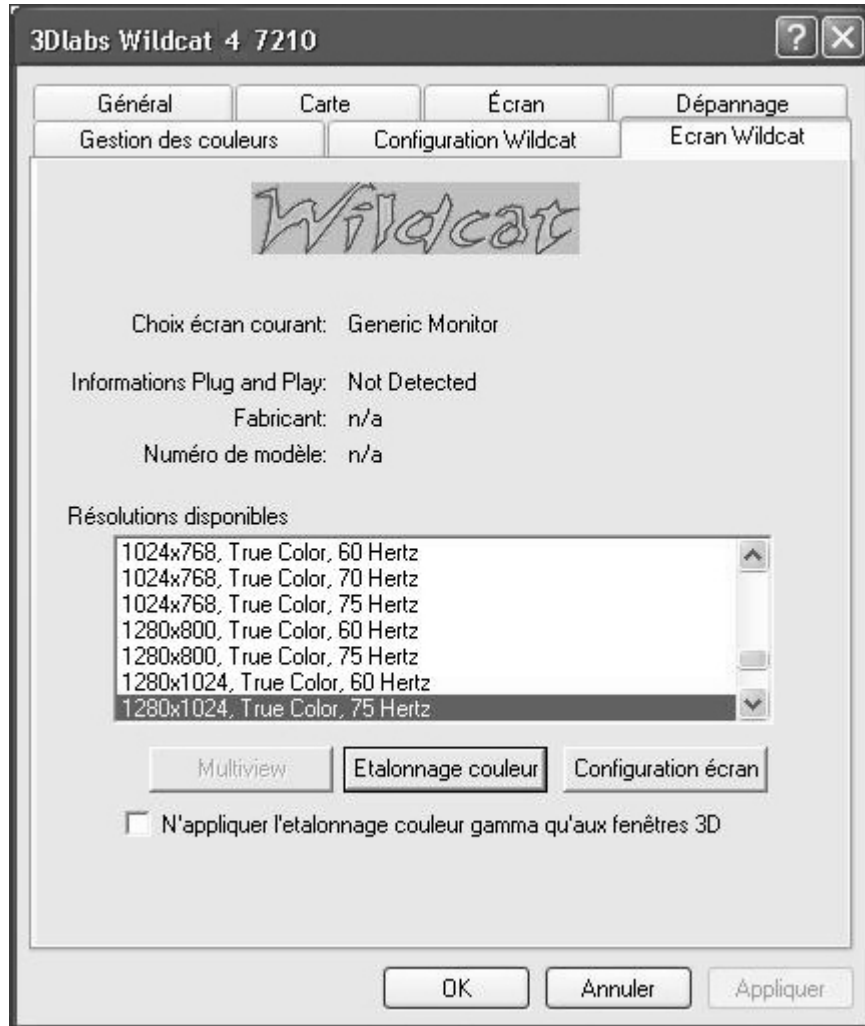 3Dlabs Wildcat 4 7210
Général Carte Écran Dépannage
Gestion des couleurs Configuration Wildcat Ecran Wildcat
Wildcat
Choix écran courant: Generic Monitor
Informations Plug and Play: Not Detected
Fabricant: n/a
Numéro de modèle: n/a
Résolutions disponibles
1024x768, True Color, 60 Hertz
1024x768, True Color, 70 Hertz
1024x768, True Color, 75 Hertz
1280x800, True Color, 60 Hertz
1280x800, True Color, 75 Hertz
1280x1024, True Color, 60 Hertz
1280x1024, True Color, 75 Hertz
Multiview Etalonnage couleur Configuration écran
N'appliquer l'etalonnage couleur gamma qu'aux fenêtres 3D
OK Annuler Appliquer